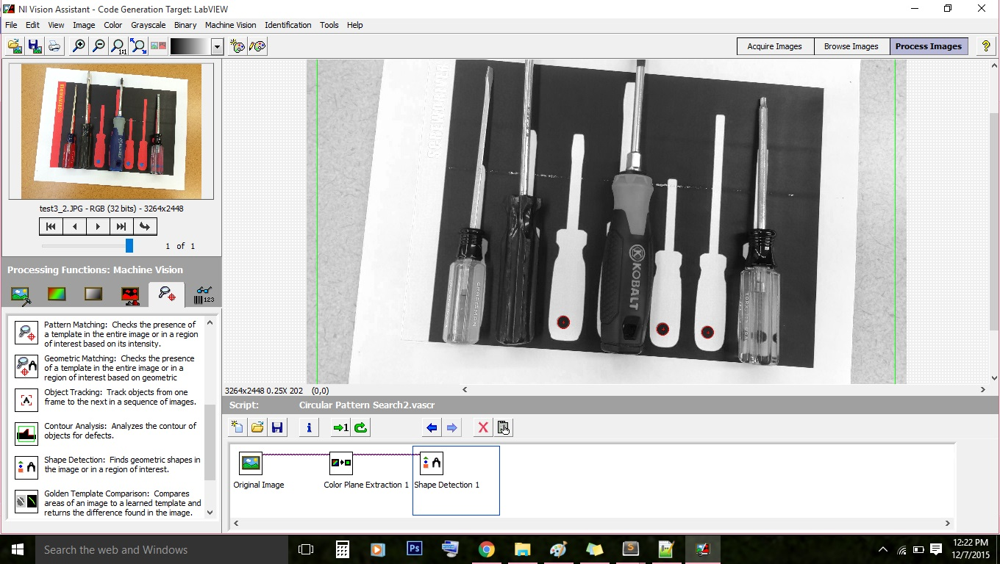 NI Vision Assistant - Code Generation Target: LabVIEW
File Edit View Image Color Grayscale Binary Machine Vision Identification Tools Help
1:1
Acquire Images Browse Images Process Images
?
test3_2.JPG - RGB (32 bits) - 3264x2448
1 of 1
Processing Functions: Machine Vision
123
Pattern Matching: Checks the presence of
a template in the entire image or in a region
of interest based on its intensity.
Geometric Matching: Checks the presence
of a template in the entire image or in a
region of interest based on geometric
Object Tracking: Track objects from one
frame to the next in a sequence of images.
Contour Analysis: Analyzes the contour of
objects for defects.
Shape Detection: Finds geometric shapes in
the image or in a region of interest.
Golden Template Comparison: Compares
areas of an image to a learned template and
returns the difference found in the image.
SCREWDRIVER
CRAFTSMAN
K KOBALT
3264x2448 0.25X 202 (0,0)
Script: Circular Pattern Search2.vascr
i
1
Original Image
Color Plane Extraction 1
Shape Detection 1
Search the web and Windows
Ps
S
12:22 PM
12/7/2015